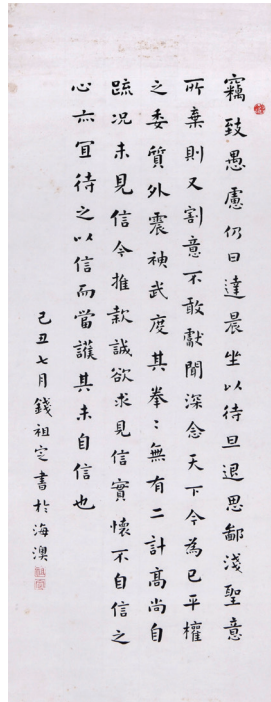 竊致愚慮仍日達晨坐以待旦退思鄙淺聖意
所棄則又割意不敢獻聞深念天下今為已平權
之委質外震神武度其拳〻無有二計高尚自
疏况未見信今推款誠欲求見信實懷不自信之
心亦宜待之以信而當護其未自信也
己丑七月錢祖定書於海澳